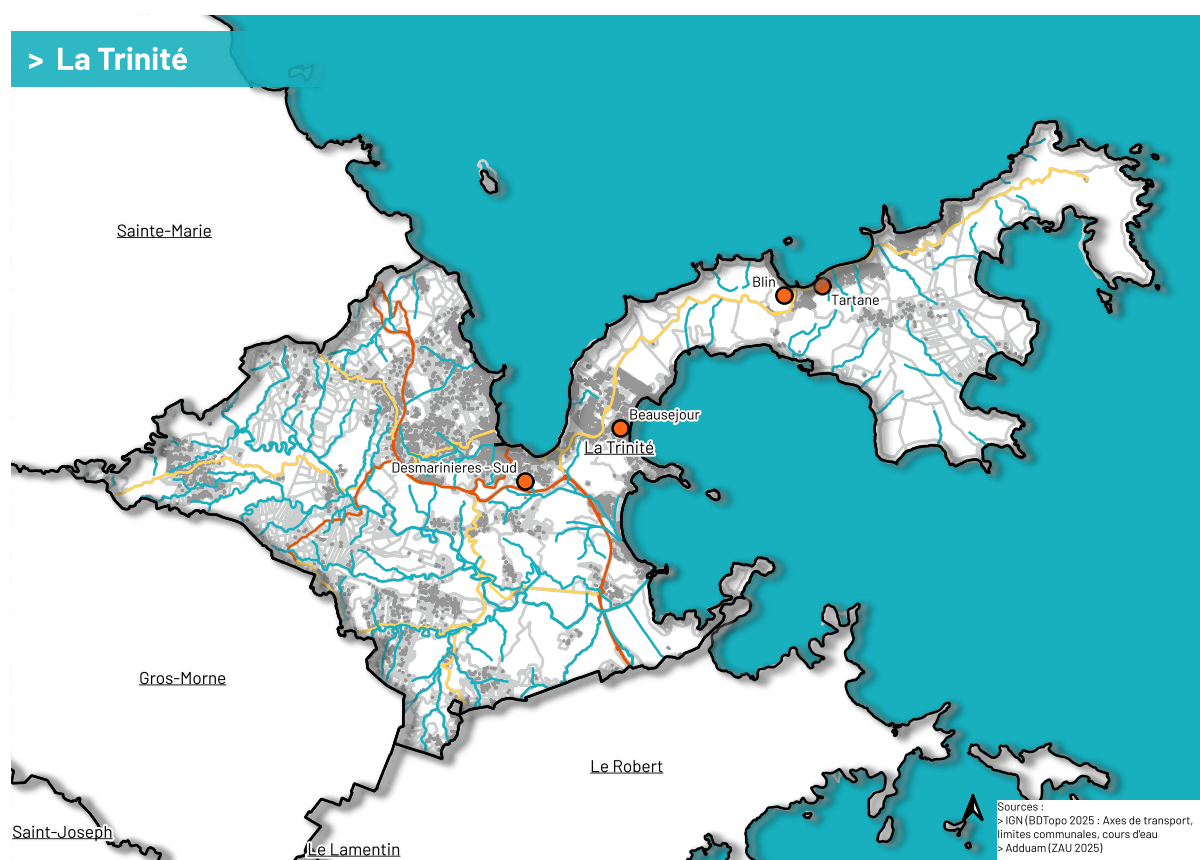 > La Trinité
Sainte-Marie
Blin
Tartane
Beausejour
La Trinité
Desmarinieres - Sud
Gros-Morne
Le Robert
Saint-Joseph
Le Lamentin
Sources :
> IGN (BDTopo 2025 : Axes de transport,
limites communales, cours d'eau
> Adduam (ZAU 2025)